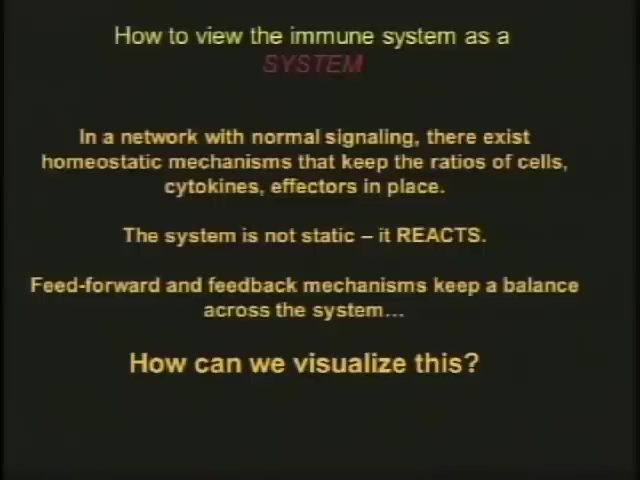 How to view the immune system as a
SYSTEM
In a network with normal signaling, there exist
homeostatic mechanisms that keep the ratios of cells,
cytokines, effectors in place.
The system is not static – it REACTS.
Feed-forward and feedback mechanisms keep a balance
across the system…
How can we visualize this?